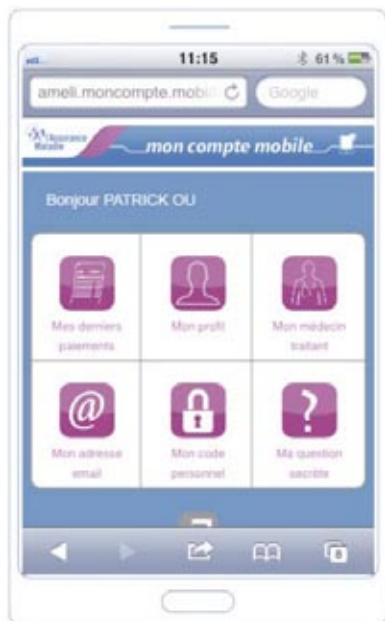 11:15
61 %
ameli.moncompte.mobil
Google
l'Assurance
Maladie
mon compte mobile
Bonjour PATRICK OU
Mes derniers
paiements
Mon profil
Mon médecin
traitant
Mon adresse
email
Mon code
personnel
Ma question
secrète